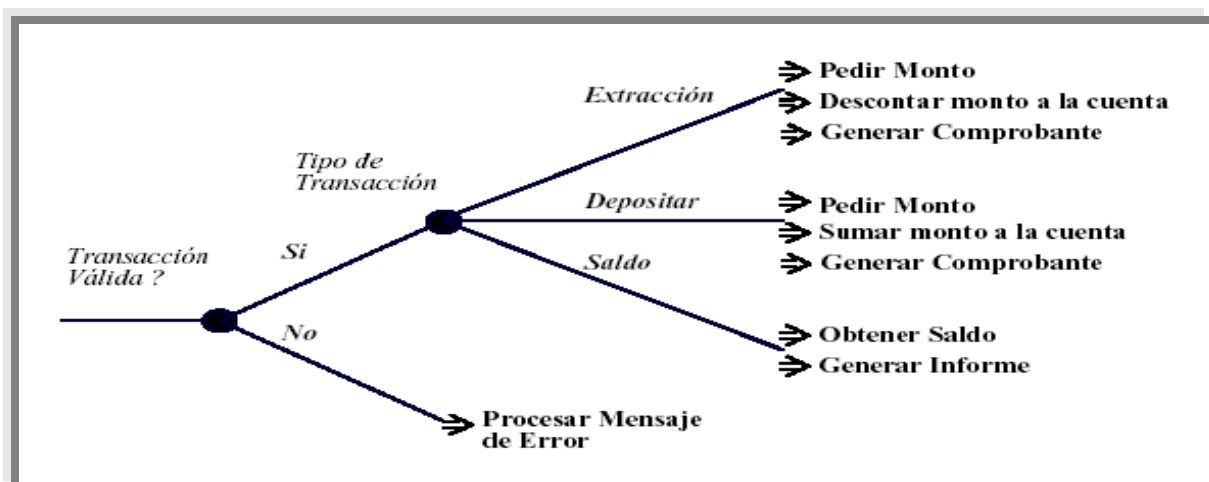 Extracción
Pedir Monto
Descontar monto a la cuenta
Generar Comprobante
Tipo de
Transacción
Depositar
Pedir Monto
Sumar monto a la cuenta
Generar Comprobante
Transacción
Válida ?
Si
Saldo
Obtener Saldo
Generar Informe
No
Procesar Mensaje
de Error